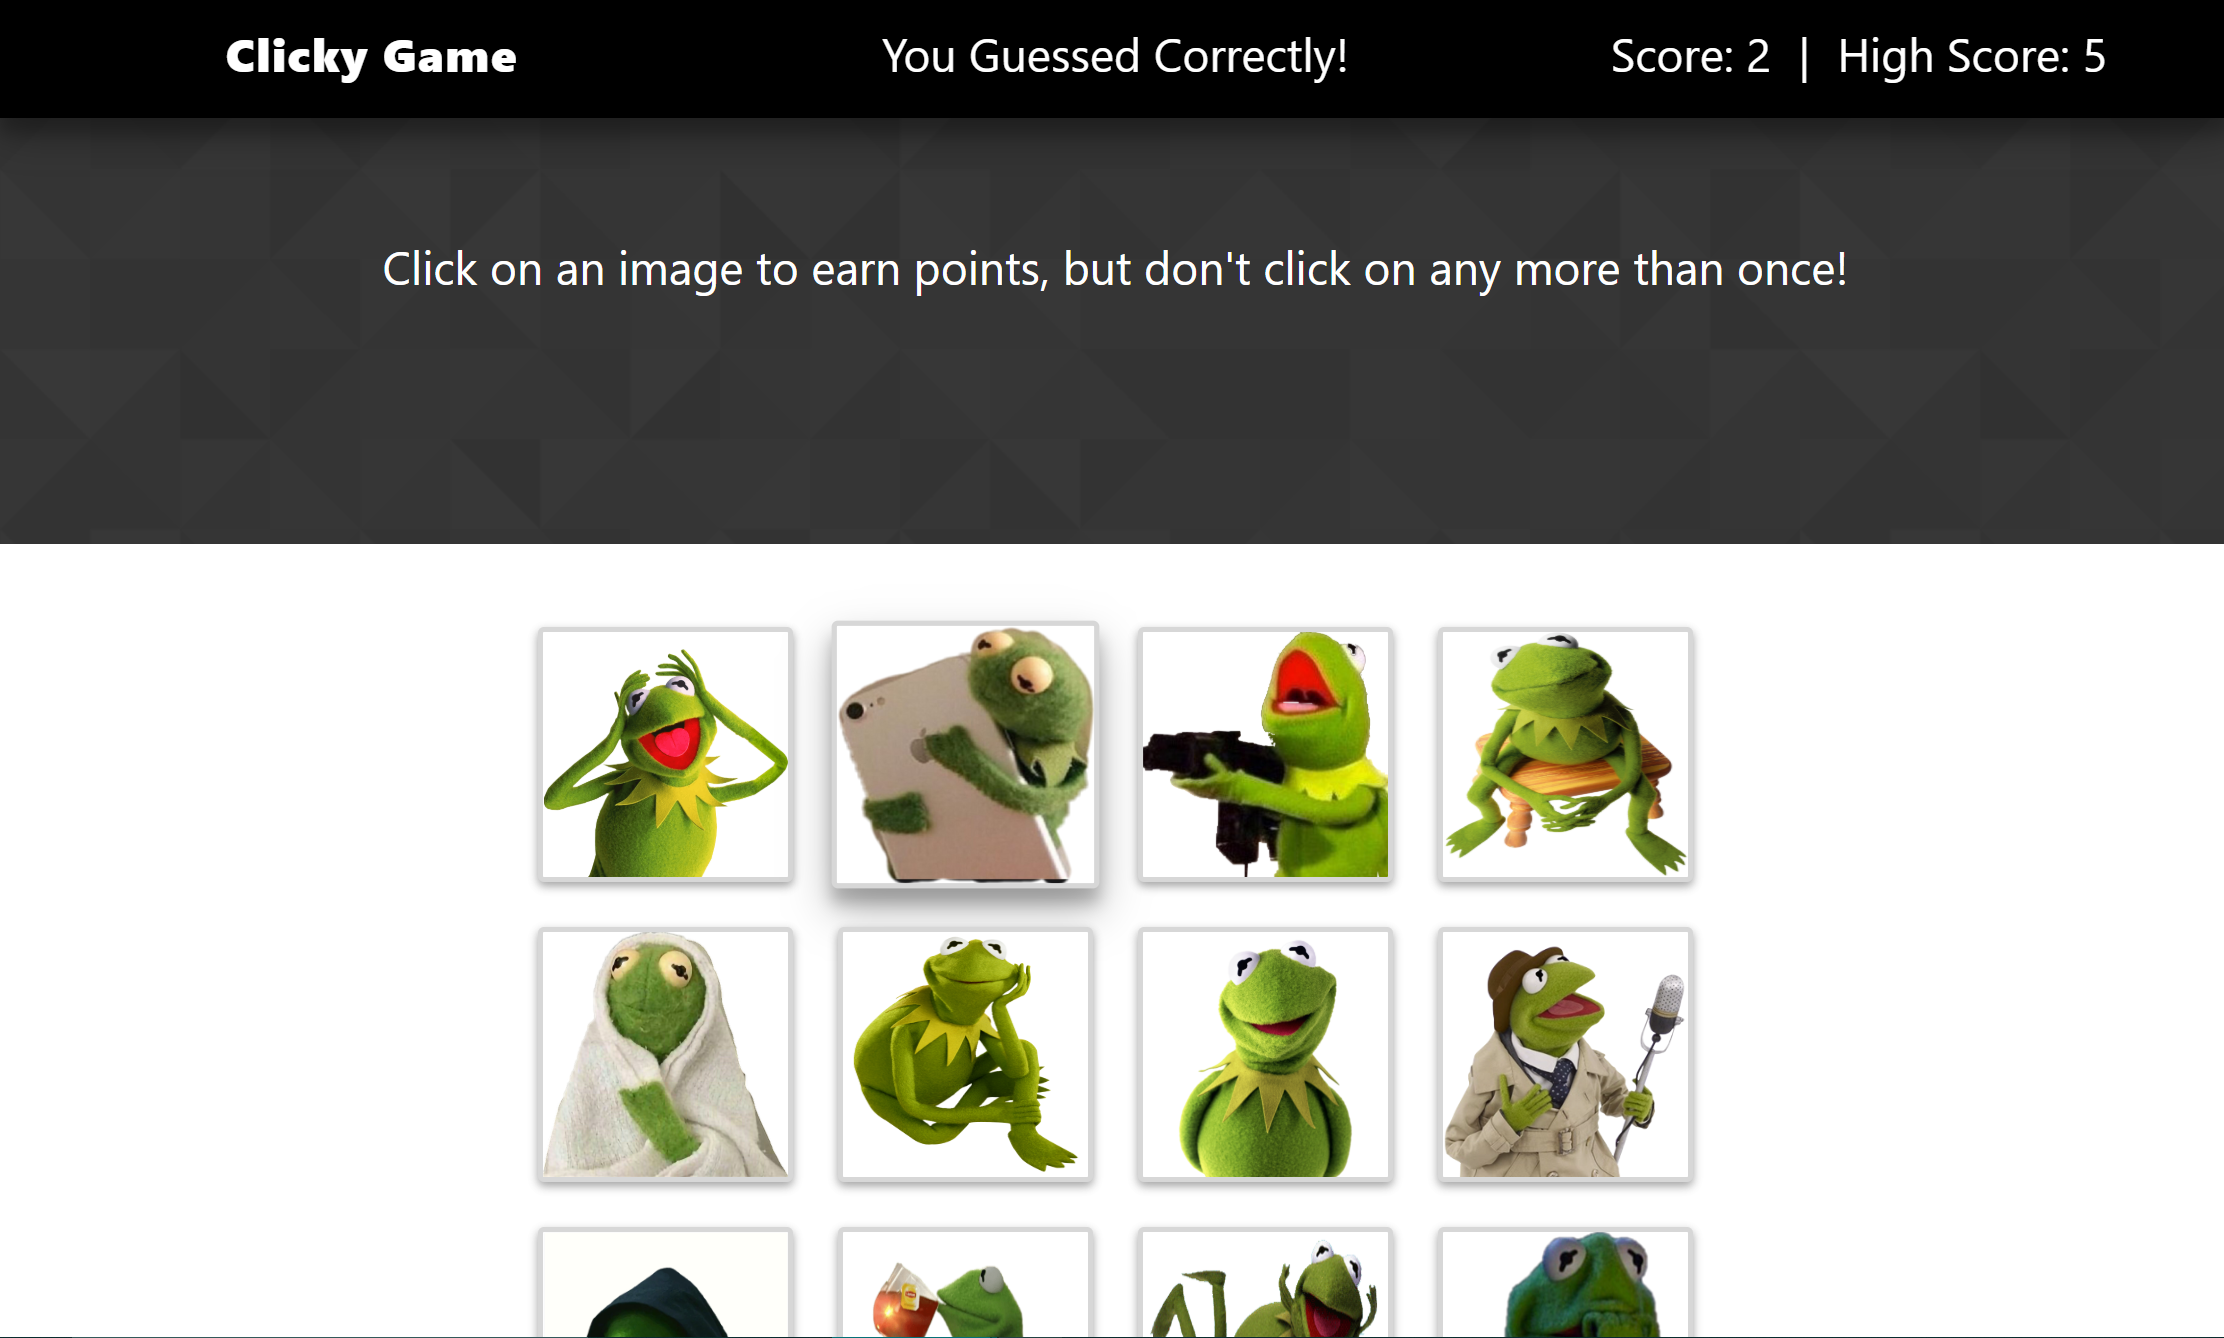 Clicky Game
You Guessed Correctly!
Score: 2 | High Score: 5
Click on an image to earn points, but don't click on any more than once!